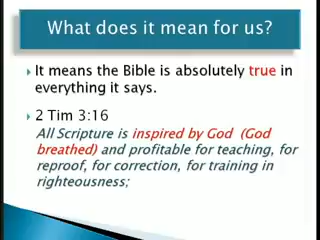 What does it mean for us?
It means the Bible is absolutely true in
everything it says.
2 Tim 3:16
All Scripture is inspired by God (God
breathed) and profitable for teaching, for
reproof, for correction, for training in
righteousness;